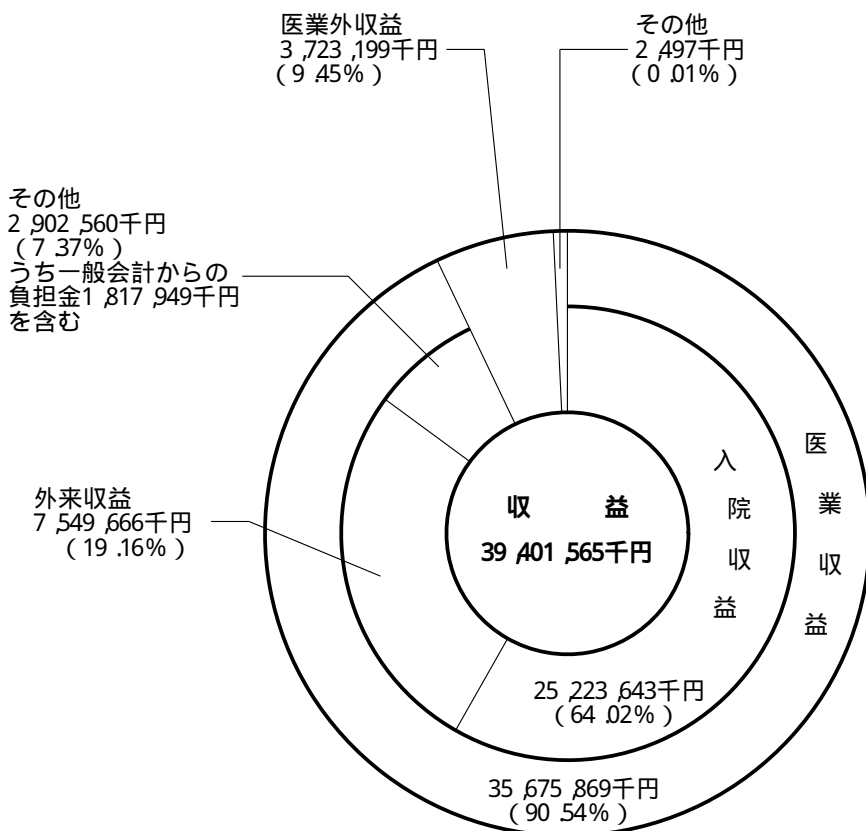 医業外収益
3,723,199千円
(9.45%)
その他
2,497千円
(0.01%)
その他
2,902,560千円
(7.37%)
うち一般会計からの
負担金1,817,949千円
を含む
外来収益
7,549,666千円
(19.16%)
収 益
39,401,565千円
入院収益
25,223,643千円
(64.02%)
医業収益
35,675,869千円
(90.54%)